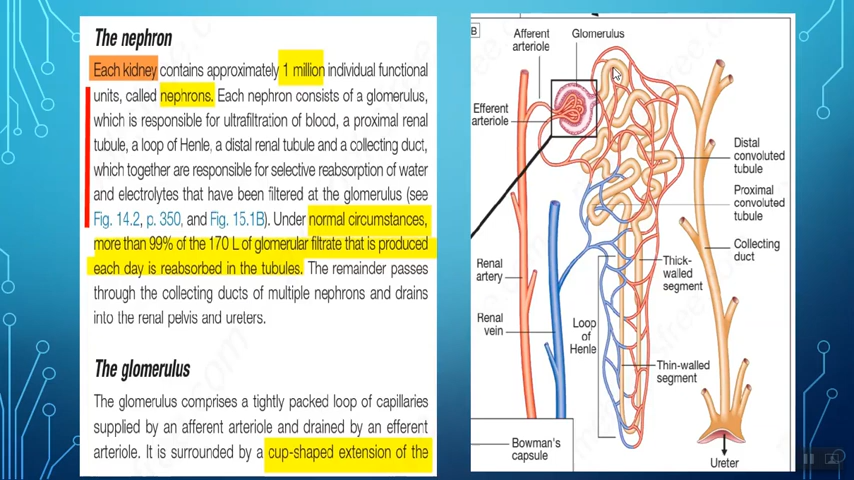 The nephron
Each kidney contains approximately 1 million individual functional
units, called nephrons. Each nephron consists of a glomerulus,
which is responsible for ultrafiltration of blood, a proximal renal
tubule, a loop of Henle, a distal renal tubule and a collecting duct,
which together are responsible for selective reabsorption of water
and electrolytes that have been filtered at the glomerulus (see
Fig. 14.2, p. 350, and Fig. 15.1B). Under normal circumstances,
more than 99% of the 170 L of glomerular filtrate that is produced
each day is reabsorbed in the tubules. The remainder passes
through the collecting ducts of multiple nephrons and drains
into the renal pelvis and ureters.
The glomerulus
The glomerulus comprises a tightly packed loop of capillaries
supplied by an afferent arteriole and drained by an efferent
arteriole. It is surrounded by a cup-shaped extension of the
B
Afferent
arteriole
Glomerulus
Efferent
arteriole
Distal
convoluted
tubule
Proximal
convoluted
tubule
Collecting
duct
Renal
artery
Thick-
walled
segment
Renal
vein
Loop
of
Henle
Thin-walled
segment
Bowman's
capsule
Ureter